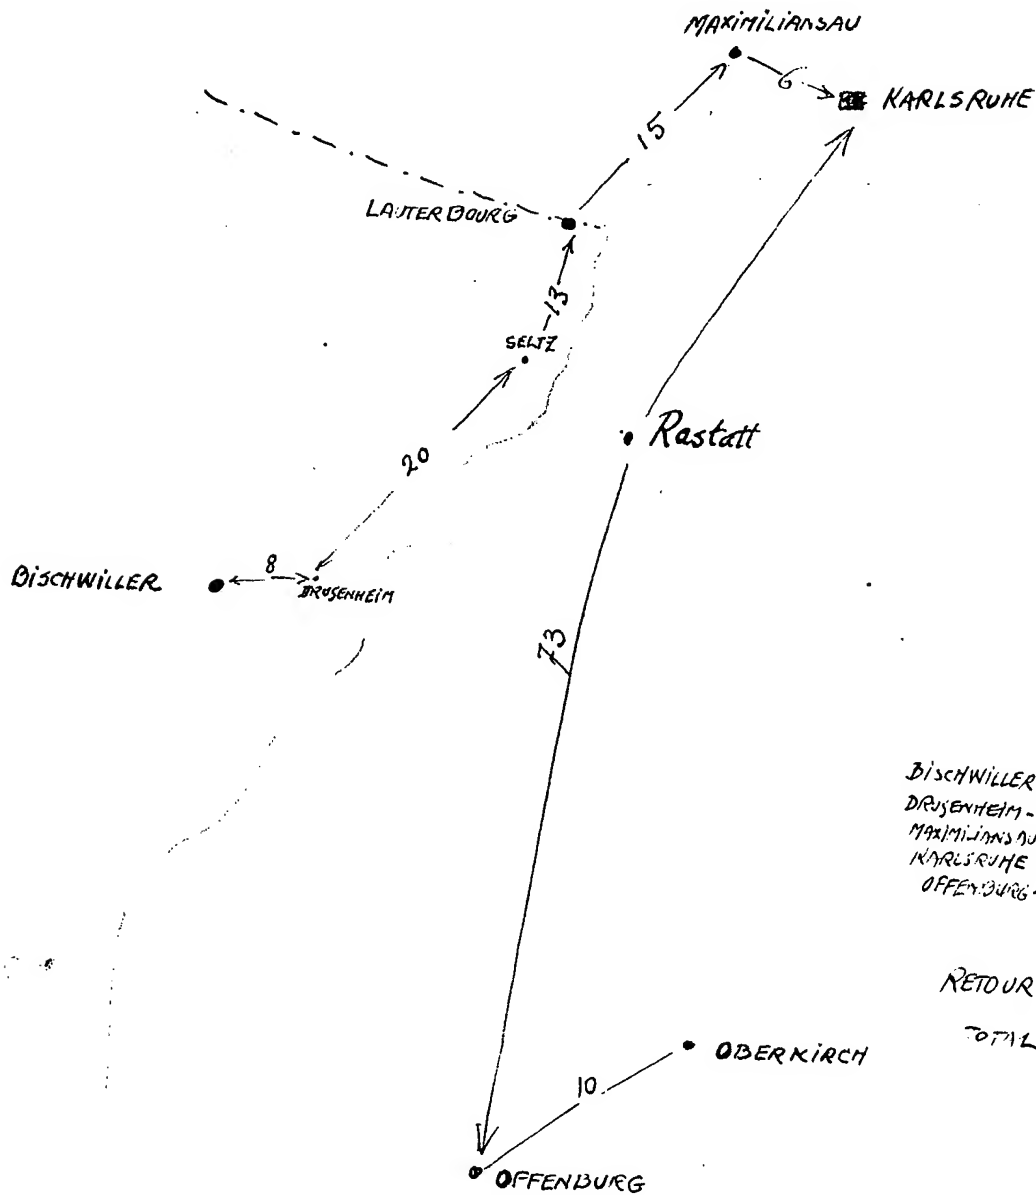 MAXIMILIANSAU
6
KARLSRUHE
15
LAUTERBOURG
13
SELTZ
Rastatt
20
BISCHWILLER
8
DRUSENHEIM
73
BISCHWILLER
DRUSENHEIM-
MAXIMILIANSAU
KARLSRUHE
OFFENBURG-
RETOUR
TOTAL
OBERKIRCH
10
OFFENBURG